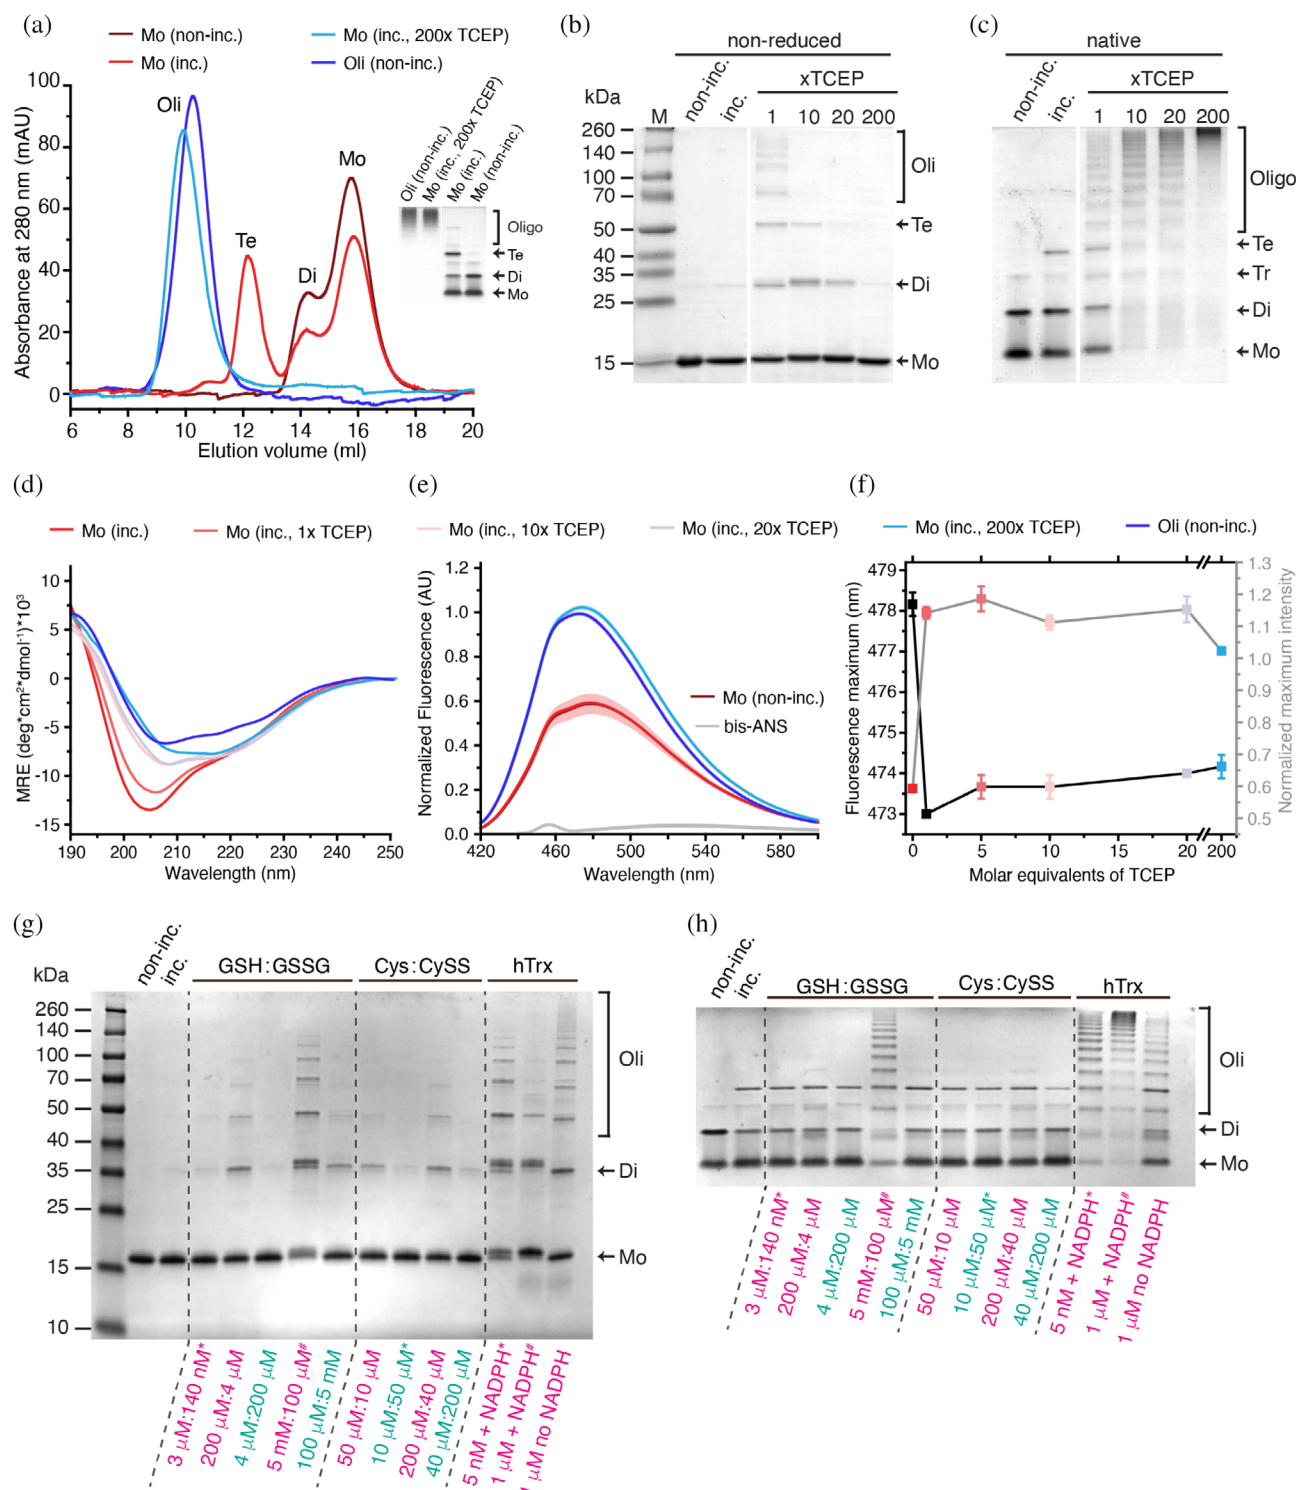 (a)
Mo (non-inc.)
Mo (inc., 200x TCEP)
Mo (inc.)
Oli (non-inc.)
Absorbance at 280 nm (mAU)
100
80
60
40
20
0
6 8 10 12 14 16 18 20
Elution volume (ml)
Oli
Te
Di
Mo
Oli (non-inc.)
Mo (inc., 200x TCEP)
Mo (inc.)
Mo (non-inc.)
Oligo
Te
Di
Mo
(b)
non-reduced
xTCEP
kDa
M non-inc. inc. 1 10 20 200
260
140
100
70
50
40
35
25
15
Oli
Te
Di
Mo
(c)
native
xTCEP
non-inc. inc. 1 10 20 200
Oligo
Te
Tr
Di
Mo
(d)
(e)
(f)
Mo (inc.)
Mo (inc., 1x TCEP)
Mo (inc., 10x TCEP)
Mo (inc., 20x TCEP)
Mo (inc., 200x TCEP)
Oli (non-inc.)
MRE (deg*cm²*dmol⁻¹)*10³
10
5
0
-5
-10
-15
190 200 210 220 230 240 250
Wavelength (nm)
Normalized Fluorescence (AU)
1.2
1.0
0.8
0.6
0.4
0.2
0.0
420 460 500 540 580
Wavelength (nm)
Mo (non-inc.)
bis-ANS
Fluorescence maximum (nm)
479
478
477
476
475
474
473
0 5 10 20 200
Molar equivalents of TCEP
1.3
1.2
1.1
1.0
0.9
0.8
0.7
0.6
0.5
Normalized maximum intensity
(g)
kDa
non-inc.
inc.
GSH:GSSG
Cys:CySS
hTrx
260
140
100
70
50
40
35
25
15
10
Oli
Di
Mo
3 µM:140 nM*
200 µM:4 µM
4 µM:200 µM
5 mM:100 µM#
100 µM:5 mM
50 µM:10 µM
10 µM:50 µM*
200 µM:40 µM
40 µM:200 µM
5 nM + NADPH*
1 µM + NADPH#
1 µM no NADPH
(h)
non-inc.
inc.
GSH:GSSG
Cys:CySS
hTrx
Oli
Di
Mo
3 µM:140 nM*
200 µM:4 µM
4 µM:200 µM
5 mM:100 µM#
100 µM:5 mM
50 µM:10 µM
10 µM:50 µM*
200 µM:40 µM
40 µM:200 µM
5 nM + NADPH*
1 µM + NADPH#
1 µM no NADPH